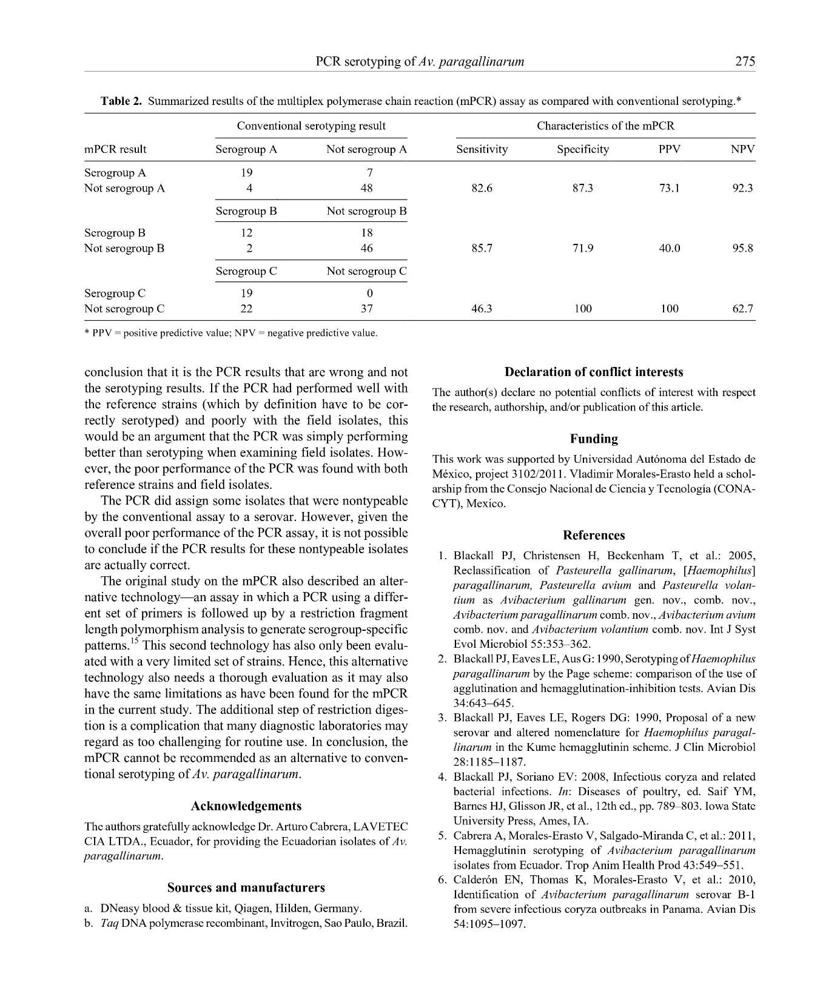 PCR serotyping of Av. paragallinarum 275
Table 2. Summarized results of the multiplex polymerase chain reaction (mPCR) assay as compared with conventional serotyping.*
Conventional serotyping result Characteristics of the mPCR
mPCR result Serogroup A Not serogroup A Sensitivity Specificity PPV NPV
Serogroup A 19 7
Not serogroup A 4 48 82.6 87.3 73.1 92.3
Serogroup B Not serogroup B
Serogroup B 12 18
Not serogroup B 2 46 85.7 71.9 40.0 95.8
Serogroup C Not serogroup C
Serogroup C 19 0
Not serogroup C 22 37 46.3 100 100 62.7
* PPV = positive predictive value; NPV = negative predictive value.
conclusion that it is the PCR results that are wrong and not
the serotyping results. If the PCR had performed well with
the reference strains (which by definition have to be cor-
rectly serotyped) and poorly with the field isolates, this
would be an argument that the PCR was simply performing
better than serotyping when examining field isolates. How-
ever, the poor performance of the PCR was found with both
reference strains and field isolates.
The PCR did assign some isolates that were nontypeable
by the conventional assay to a serovar. However, given the
overall poor performance of the PCR assay, it is not possible
to conclude if the PCR results for these nontypeable isolates
are actually correct.
The original study on the mPCR also described an alter-
native technology—an assay in which a PCR using a differ-
ent set of primers is followed up by a restriction fragment
length polymorphism analysis to generate serogroup-specific
patterns.15 This second technology has also only been evalu-
ated with a very limited set of strains. Hence, this alternative
technology also needs a thorough evaluation as it may also
have the same limitations as have been found for the mPCR
in the current study. The additional step of restriction diges-
tion is a complication that many diagnostic laboratories may
regard as too challenging for routine use. In conclusion, the
mPCR cannot be recommended as an alternative to conven-
tional serotyping of Av. paragallinarum.
Acknowledgements
The authors gratefully acknowledge Dr. Arturo Cabrera, LAVETEC
CIA LTDA., Ecuador, for providing the Ecuadorian isolates of Av.
paragallinarum.
Sources and manufacturers
a. DNeasy blood & tissue kit, Qiagen, Hilden, Germany.
b. Taq DNA polymerase recombinant, Invitrogen, Sao Paulo, Brazil.
Declaration of conflict interests
The author(s) declare no potential conflicts of interest with respect
the research, authorship, and/or publication of this article.
Funding
This work was supported by Universidad Autónoma del Estado de
México, project 3102/2011. Vladimir Morales-Erasto held a schol-
arship from the Consejo Nacional de Ciencia y Tecnología (CONA-
CYT), Mexico.
References
1. Blackall PJ, Christensen H, Beckenham T, et al.: 2005,
Reclassification of Pasteurella gallinarum, [Haemophilus]
paragallinarum, Pasteurella avium and Pasteurella volan-
tium as Avibacterium gallinarum gen. nov., comb. nov.,
Avibacterium paragallinarum comb. nov., Avibacterium avium
comb. nov. and Avibacterium volantium comb. nov. Int J Syst
Evol Microbiol 55:353–362.
2. Blackall PJ, Eaves LE, Aus G: 1990, Serotyping of Haemophilus
paragallinarum by the Page scheme: comparison of the use of
agglutination and hemagglutination-inhibition tests. Avian Dis
34:643–645.
3. Blackall PJ, Eaves LE, Rogers DG: 1990, Proposal of a new
serovar and altered nomenclature for Haemophilus paragal-
linarum in the Kume hemagglutinin scheme. J Clin Microbiol
28:1185–1187.
4. Blackall PJ, Soriano EV: 2008, Infectious coryza and related
bacterial infections. In: Diseases of poultry, ed. Saif YM,
Barnes HJ, Glisson JR, et al., 12th ed., pp. 789–803. Iowa State
University Press, Ames, IA.
5. Cabrera A, Morales-Erasto V, Salgado-Miranda C, et al.: 2011,
Hemagglutinin serotyping of Avibacterium paragallinarum
isolates from Ecuador. Trop Anim Health Prod 43:549–551.
6. Calderón EN, Thomas K, Morales-Erasto V, et al.: 2010,
Identification of Avibacterium paragallinarum serovar B-1
from severe infectious coryza outbreaks in Panama. Avian Dis
54:1095–1097.